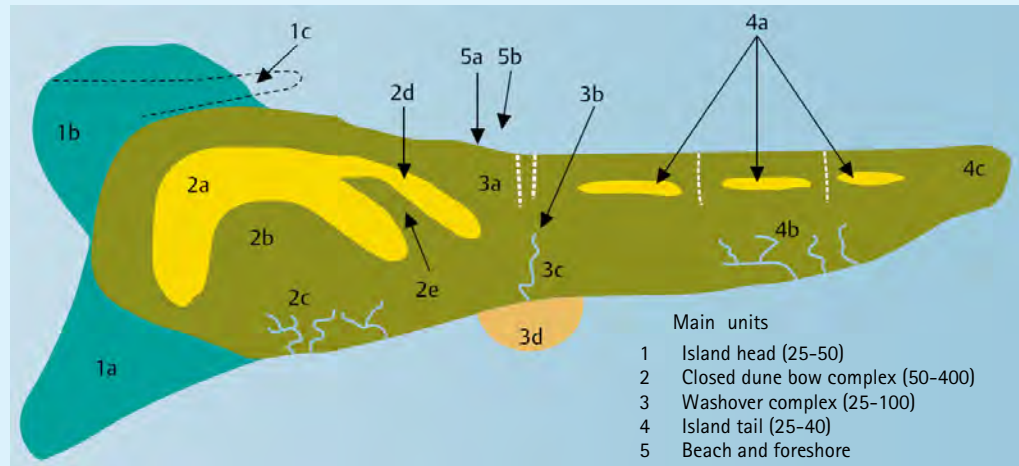 1c
5a
5b
4a
2d
3b
1b
2a
3a
4c
2b
4b
3c
2c
2e
3d
1a
Main units
1 Island head (25-50)
2 Closed dune bow complex (50-400)
3 Washover complex (25-100)
4 Island tail (25-40)
5 Beach and foreshore